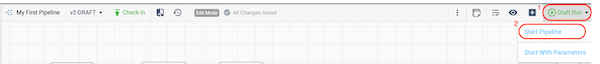 My First Pipeline v2-DRAFT Check In Edit Mode All Changes Saved 1 Draft Run
2 Start Pipeline
Start With Parameters